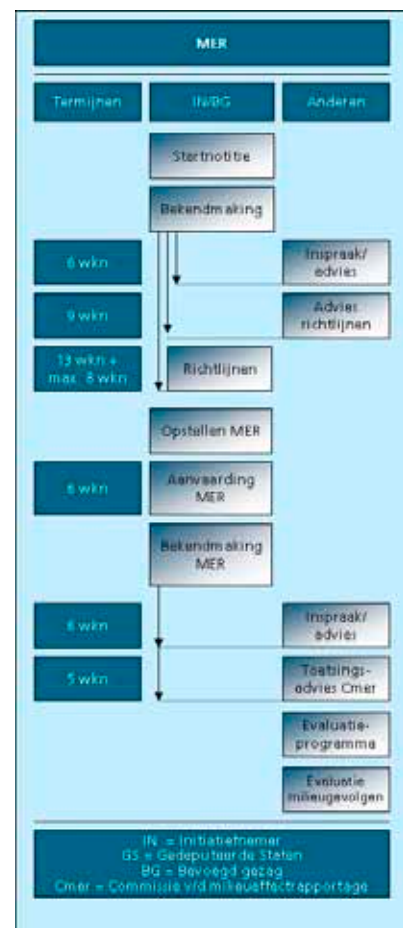 MER
Termijnen IN/BG Anderen
Startnotitie
Bekendmaking
6 wkn
Inspraak/
advies
9 wkn
Advies
richtlijnen
13 wkn +
max. 8 wkn
Richtlijnen
Opstellen MER
6 wkn
Aanvaarding
MER
Bekendmaking
MER
6 wkn
Inspraak/
advies
5 wkn
Toetsings-
advies Cmer
Evaluatie-
programma
Evaluatie
milieugevolgen
IN = Initiatiefnemer
GS = Gedeputeerde Staten
BG = Bevoegd gezag
Cmer = Commissie v/d milieueffectrapportage